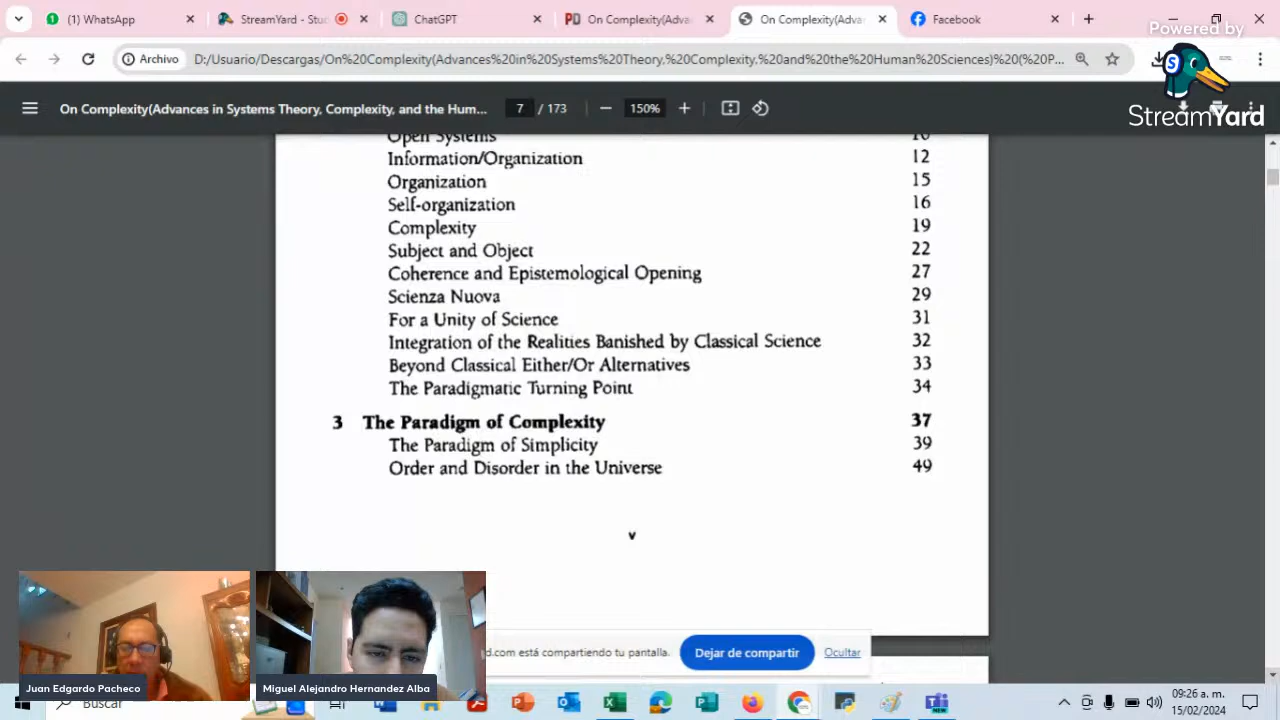 (1) WhatsApp
StreamYard - Stu
ChatGPT
On Complexity(Adva
On Complexity(Adva
Facebook
Powered by
Archivo
D:/Usuario/Descargas/On%20Complexity(Advances%20in%20Systems%20Theory,%20Complexity,%20and%20the%20Human%20Sciences)%20(%20P...
On Complexity(Advances in Systems Theory, Complexity, and the Hum...
7 / 173
150%
StreamYard
Open Systems 10
Information/Organization 12
Organization 15
Self-organization 16
Complexity 19
Subject and Object 22
Coherence and Epistemological Opening 27
Scienza Nuova 29
For a Unity of Science 31
Integration of the Realities Banished by Classical Science 32
Beyond Classical Either/Or Alternatives 33
The Paradigmatic Turning Point 34
3 The Paradigm of Complexity 37
The Paradigm of Simplicity 39
Order and Disorder in the Universe 49
v
d.com está compartiendo tu pantalla.
Dejar de compartir
Ocultar
Juan Edgardo Pacheco
Miguel Alejandro Hernandez Alba
Buscar
09:26 a. m.
15/02/2024